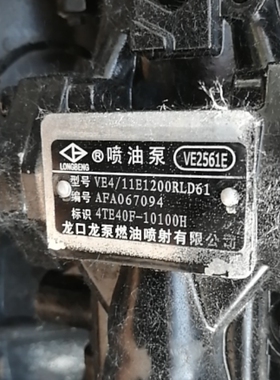 LONGBENG ® 喷油泵 VE2561E
型号 VE4/11E1200RLD61
编号 AFA067094
标识 4TE40F-10100H
龙口龙泵燃油喷射有限公司